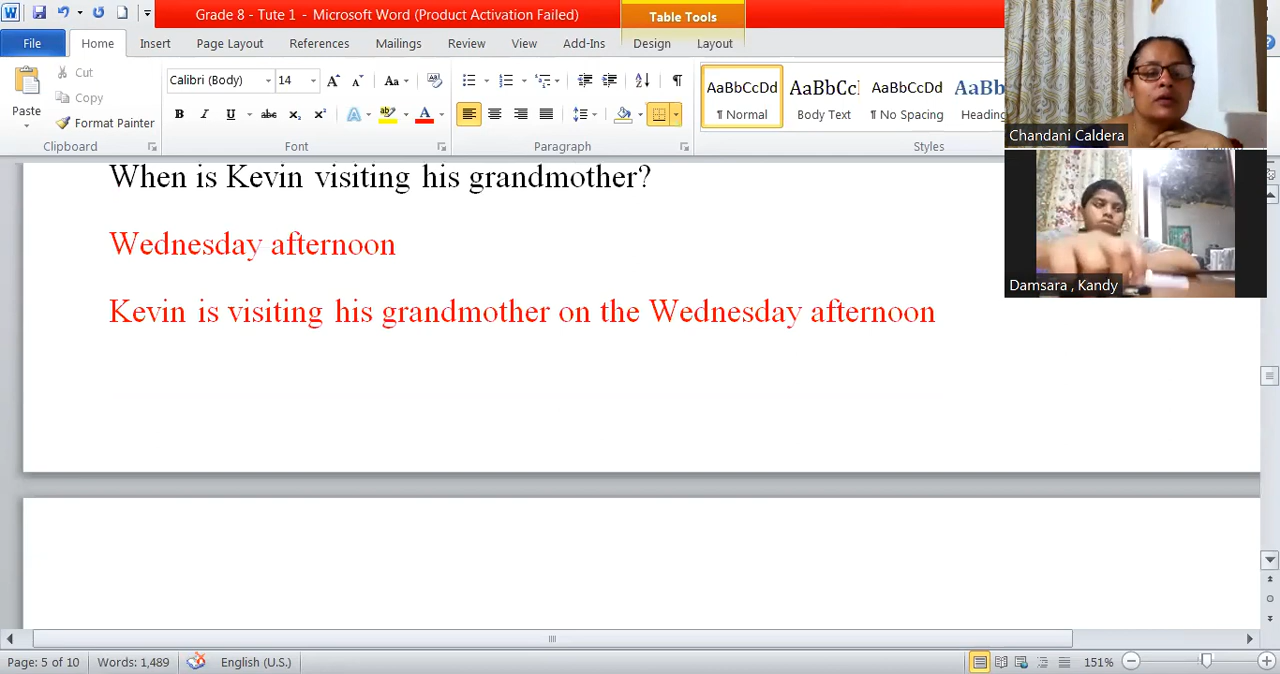 Grade 8 - Tute 1 - Microsoft Word (Product Activation Failed)
Table Tools
File Home Insert Page Layout References Mailings Review View Add-Ins Design Layout
Paste
Cut
Copy
Format Painter
Clipboard
Calibri (Body) 14
Font
Paragraph
AaBbCcDd
¶ Normal
AaBbCcI
Body Text
AaBbCcDd
¶ No Spacing
AaBb
Heading
Styles
Chandani Caldera
Damsara , Kandy
When is Kevin visiting his grandmother?
Wednesday afternoon
Kevin is visiting his grandmother on the Wednesday afternoon
Page: 5 of 10 Words: 1,489 English (U.S.) 151%